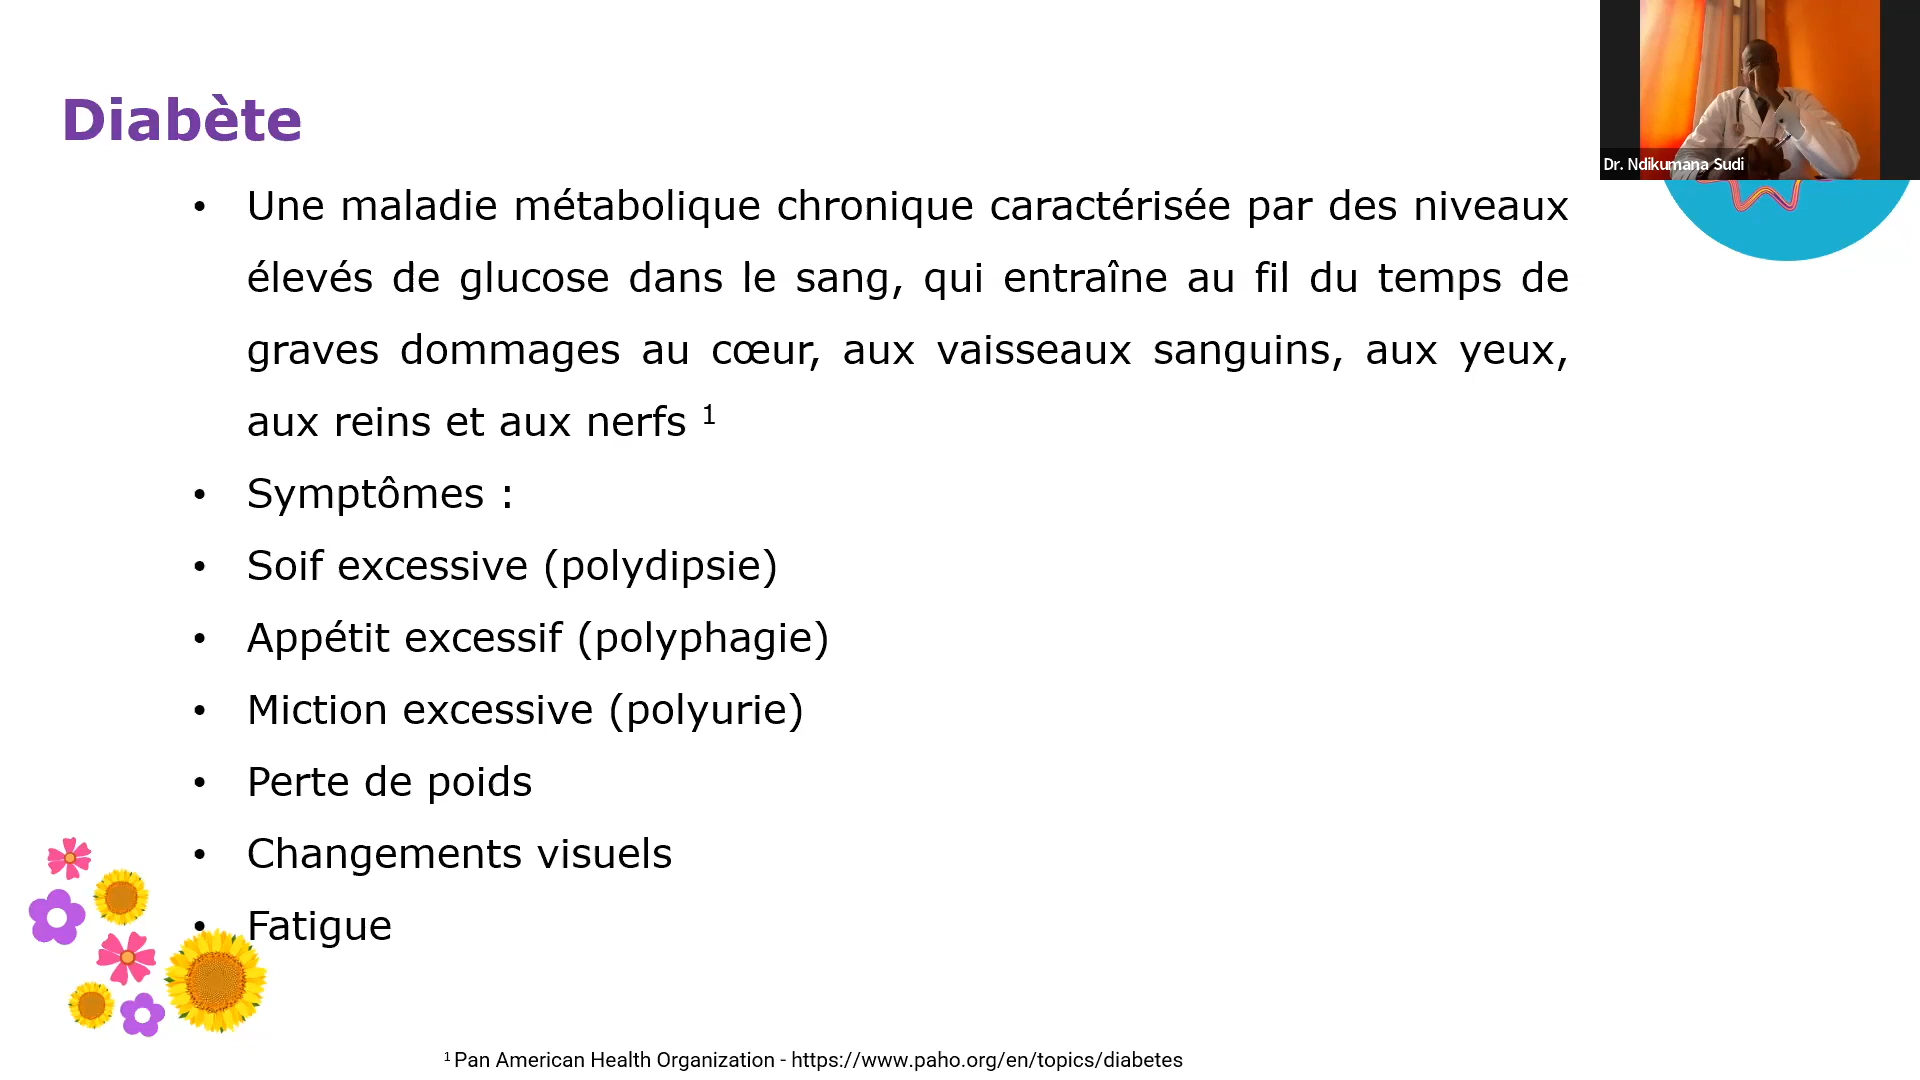 Diabète
Dr. Ndikumana Sudi
• Une maladie métabolique chronique caractérisée par des niveaux
élevés de glucose dans le sang, qui entraîne au fil du temps de
graves dommages au cœur, aux vaisseaux sanguins, aux yeux,
aux reins et aux nerfs ¹
• Symptômes :
• Soif excessive (polydipsie)
• Appétit excessif (polyphagie)
• Miction excessive (polyurie)
• Perte de poids
• Changements visuels
• Fatigue
¹ Pan American Health Organization - https://www.paho.org/en/topics/diabetes